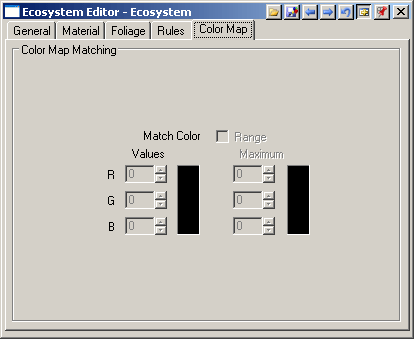 Ecosystem Editor - Ecosystem
General Material Foliage Rules Color Map
Color Map Matching
Match Color Range
Values Maximum
R 0 0
G 0 0
B 0 0